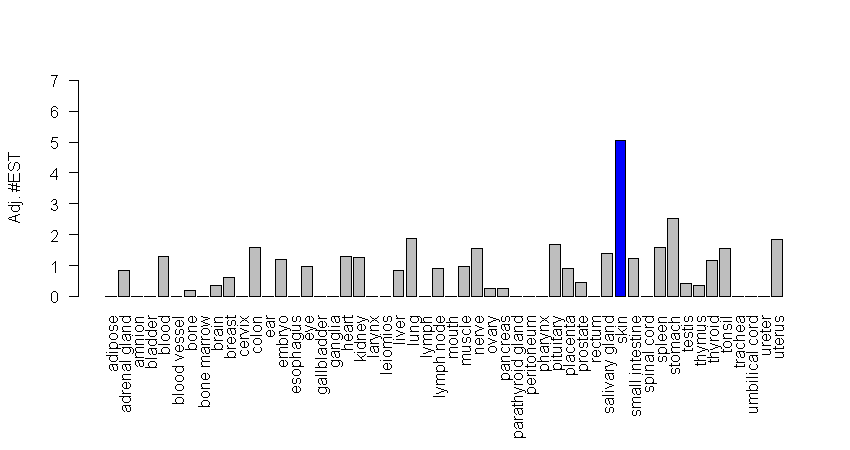 7
6
5
4
3
2
1
0
Adj. #EST
adipose
adrenal gland
amnion
bladder
blood
blood vessel
bone
bone marrow
brain
breast
cervix
colon
ear
embryo
esophagus
eye
gallbladder
ganglia
heart
kidney
larynx
leiomios
liver
lung
lymph
lymph node
mouth
muscle
nerve
ovary
pancreas
parathyroid gland
peritoneum
pharynx
pituitary
placenta
prostate
rectum
salivary gland
skin
small intestine
spinal cord
spleen
stomach
testis
thymus
thyroid
tonsil
trachea
umbilical cord
ureter
uterus